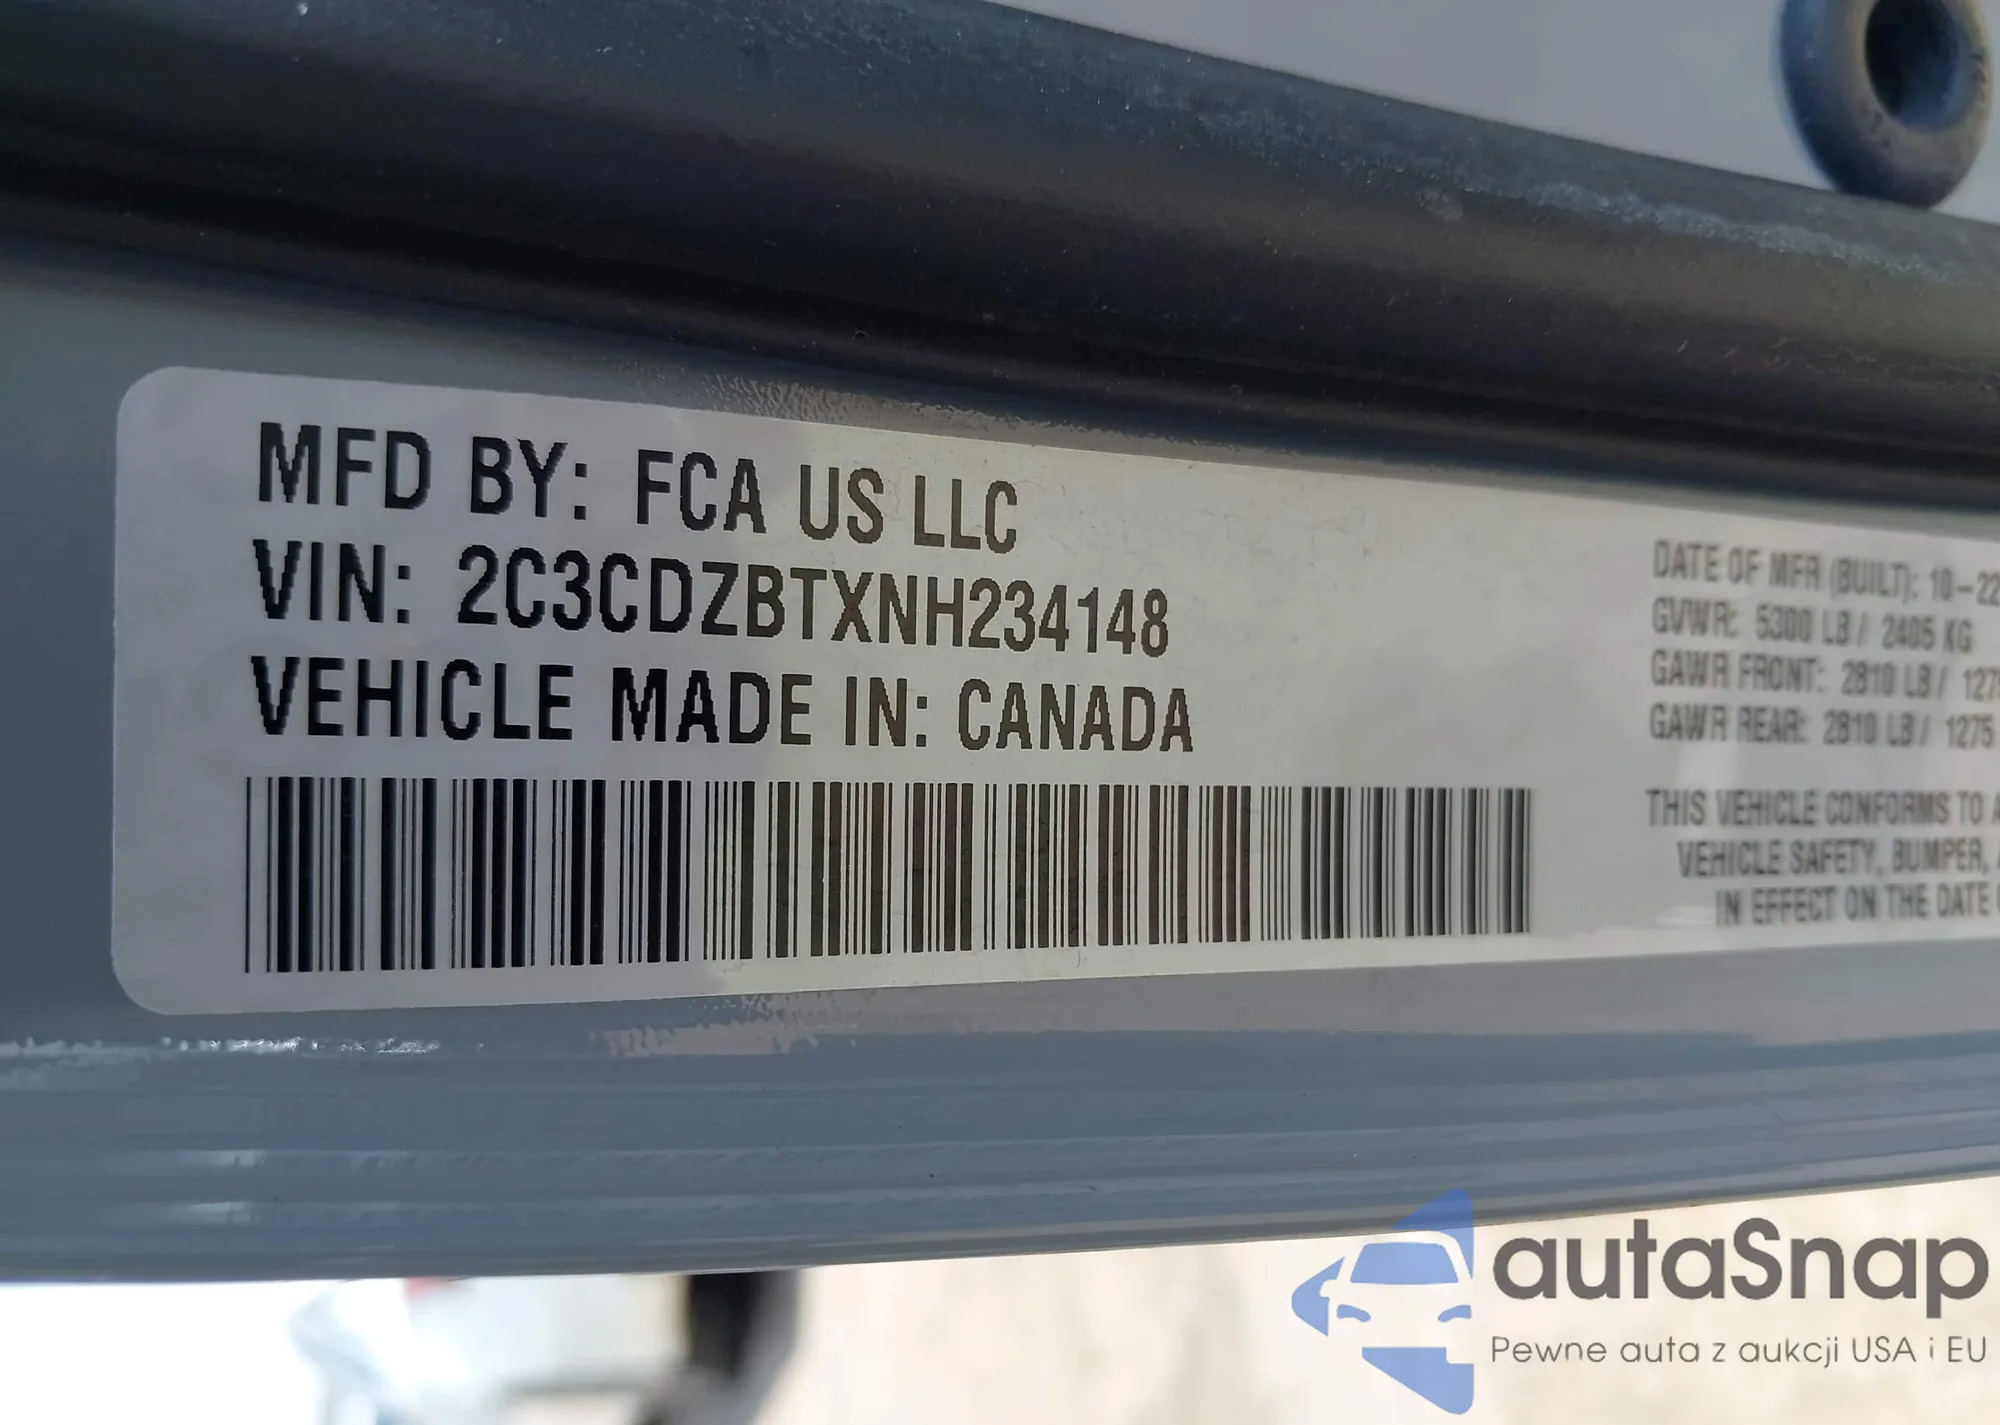 MFD BY: FCA US LLC
VIN: 2C3CDZBTXNH234148
VEHICLE MADE IN: CANADA
DATE OF MFR (BUILT): 10-22
GVWR: 5300 LB / 2405 KG
GAWR FRONT: 2810 LB / 1275
GAWR REAR: 2810 LB / 1275
THIS VEHICLE CONFORMS TO A
VEHICLE SAFETY, BUMPER,
IN EFFECT ON THE DATE
autaSnap
Pewne auta z aukcji USA i EU